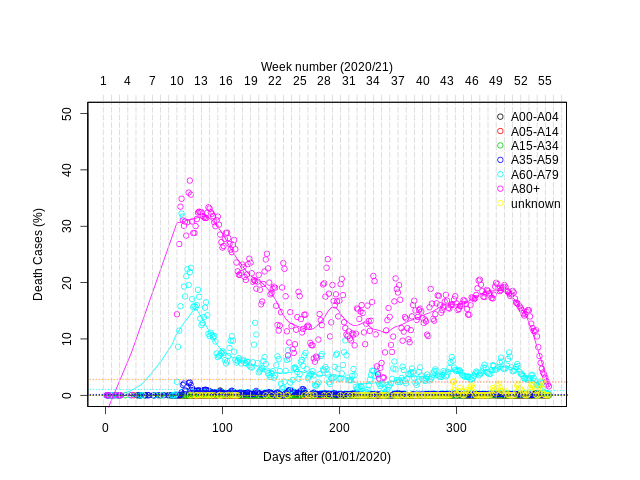 Week number (2020/21)
1 4 7 10 13 16 19 22 25 28 31 34 37 40 43 46 49 52 55
50
40
30
20
10
0
Death Cases (%)
A00-A04
A05-A14
A15-A34
A35-A59
A60-A79
A80+
unknown
0 100 200 300
Days after (01/01/2020)